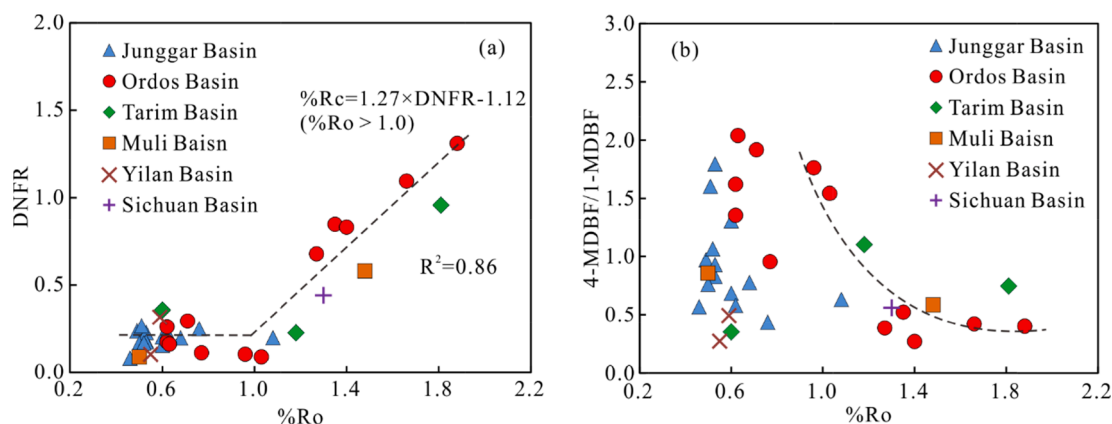 2.0
1.5
1.0
0.5
0.0
DNFR
Junggar Basin
Ordos Basin
Tarim Basin
Muli Baisn
Yilan Basin
Sichuan Basin
(a)
%Rc=1.27×DNFR-1.12
(%Ro > 1.0)
R²=0.86
0.2
0.6
1.0
1.4
1.8
2.2
%Ro
3.0
2.5
2.0
1.5
1.0
0.5
0.0
4-MDBF/1-MDBF
(b)
Junggar Basin
Ordos Basin
Tarim Basin
Muli Basin
Yilan Basin
Sichuan Basin
0.2
0.6
1.0
1.4
1.8
2.2
%Ro